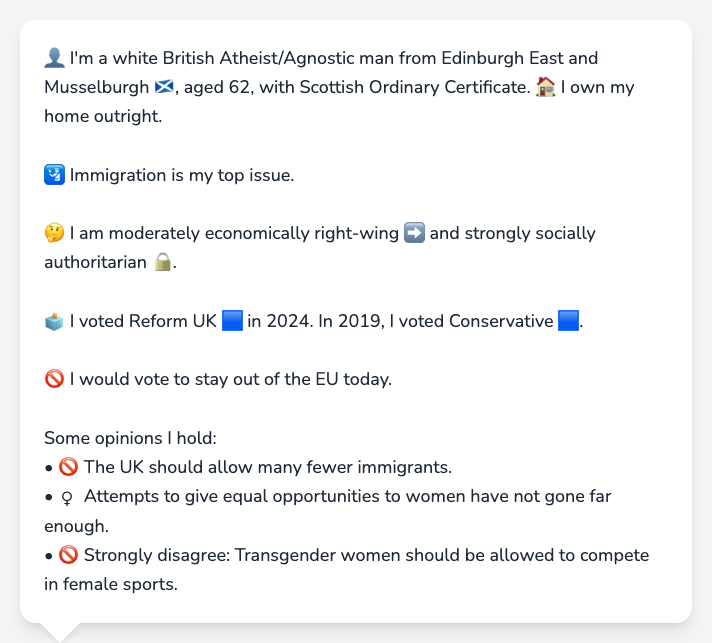 👤 I'm a white British Atheist/Agnostic man from Edinburgh East and
Musselburgh 🏴󠁧󠁢󠁳󠁣󠁴󠁿, aged 62, with Scottish Ordinary Certificate. 🏠 I own my
home outright.
🛂 Immigration is my top issue.
🤔 I am moderately economically right-wing ➡️ and strongly socially
authoritarian 🔒.
🗳️ I voted Reform UK 🟦 in 2024. In 2019, I voted Conservative 🟦.
🚫 I would vote to stay out of the EU today.
Some opinions I hold:
• 🚫 The UK should allow many fewer immigrants.
• ♀ Attempts to give equal opportunities to women have not gone far
enough.
• 🚫 Strongly disagree: Transgender women should be allowed to compete
in female sports.